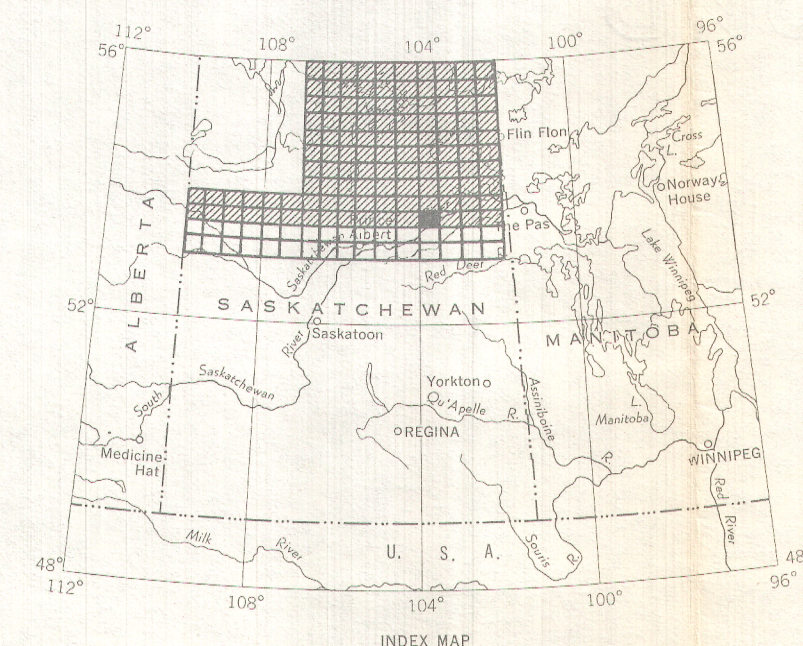 112°
108°
104°
100°
96°
56°
56°
Flin Flon
Cross
L.
Norway
House
Albert
The Pas
ALBERTA
Saskatchewan
Red Deer
Lake Winnipeg
52°
52°
SASKATCHEWAN
MANITOBA
Saskatoon
River
South
Saskatchewan
Yorkton
Qu'Apelle R.
Assiniboine
R.
L.
Manitoba
REGINA
Medicine
Hat
WINNIPEG
Red
River
Milk
River
U. S. A.
Souris
R.
48°
48
112°
108°
104°
100°
96°
INDEX MAP